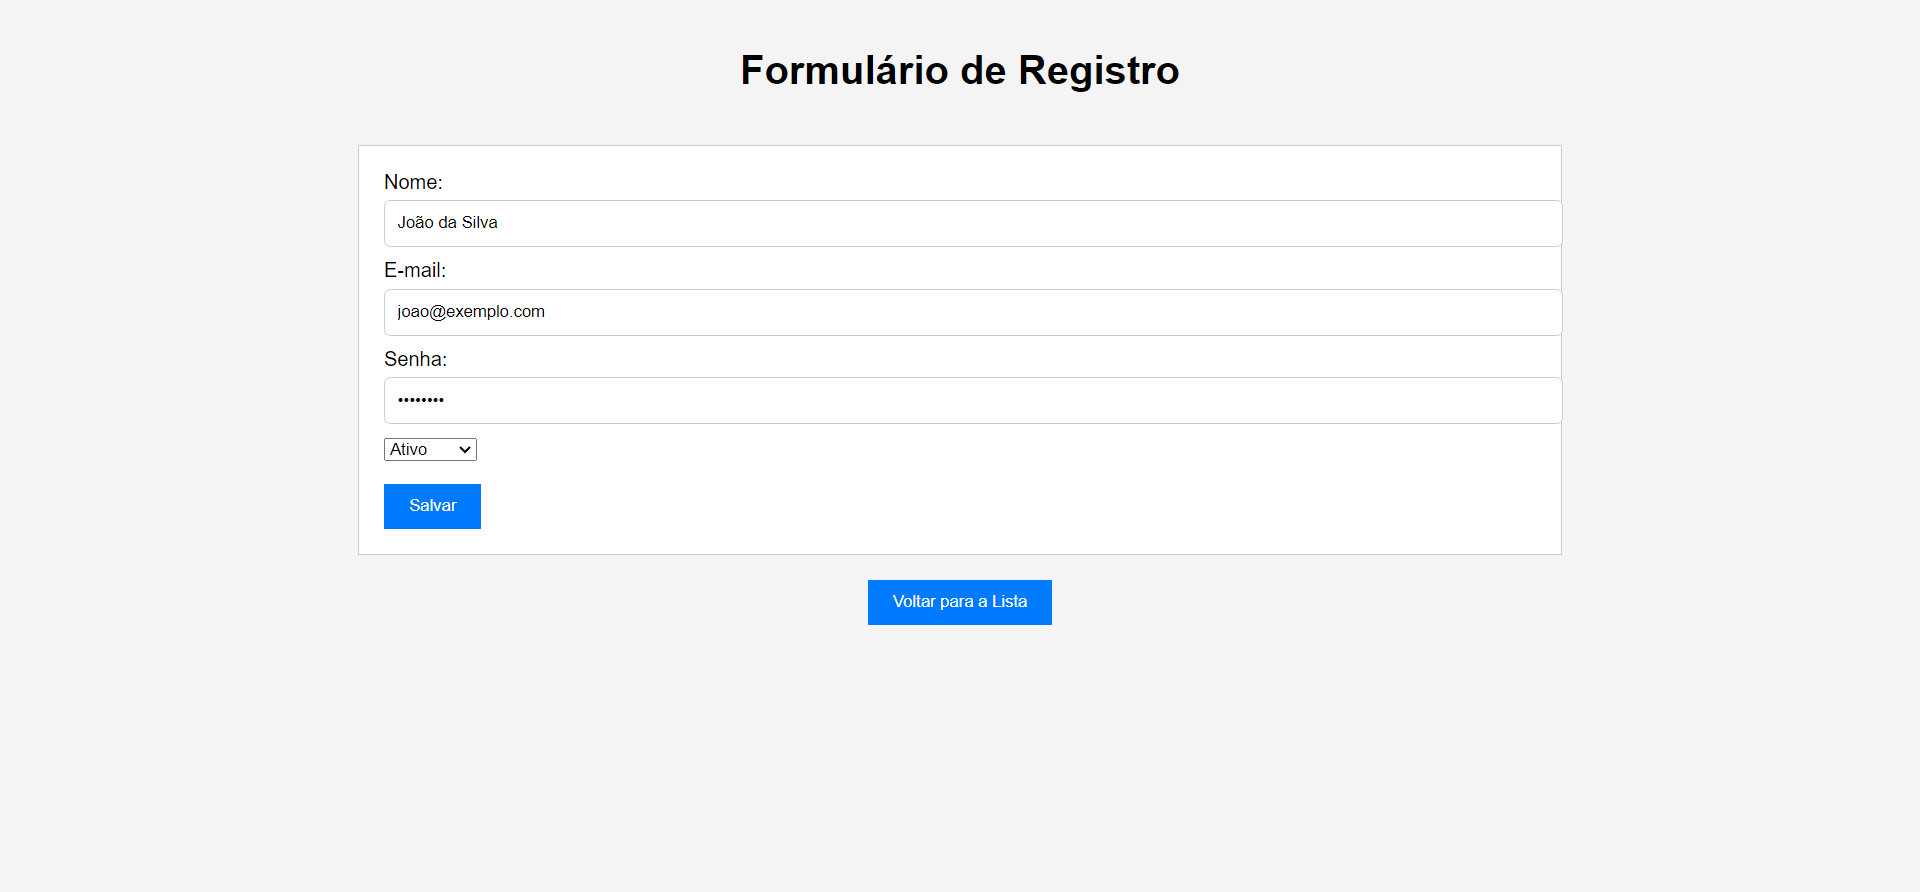 Formulário de Registro
Nome:
João da Silva
E-mail:
joao@exemplo.com
Senha:
••••••••
Ativo
Salvar
Voltar para a Lista